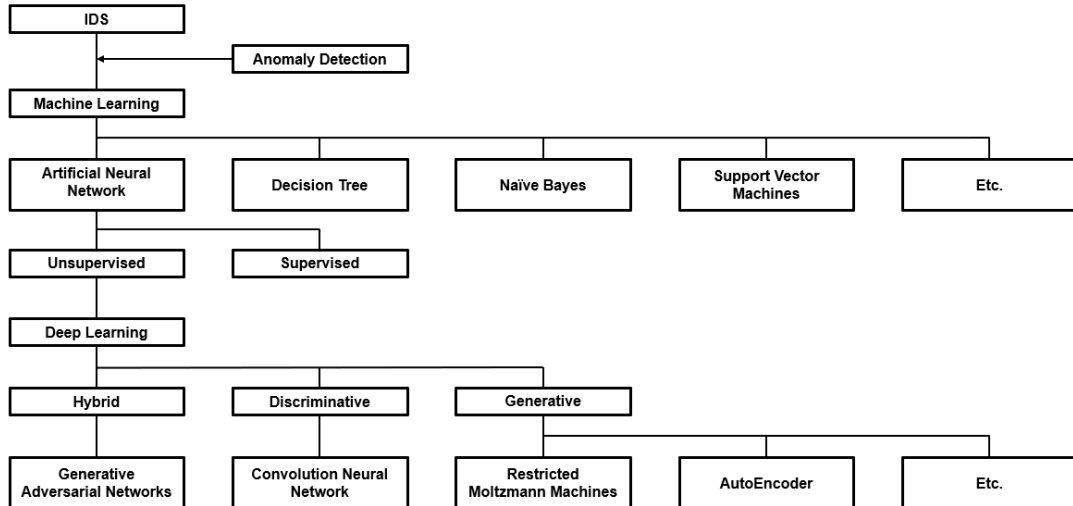 IDS
Anomaly Detection
Machine Learning
Artificial Neural
Network
Decision Tree
Naïve Bayes
Support Vector
Machines
Etc.
Unsupervised
Supervised
Deep Learning
Hybrid
Discriminative
Generative
Generative
Adversarial Networks
Convolution Neural
Network
Restricted
Moltzmann Machines
AutoEncoder
Etc.